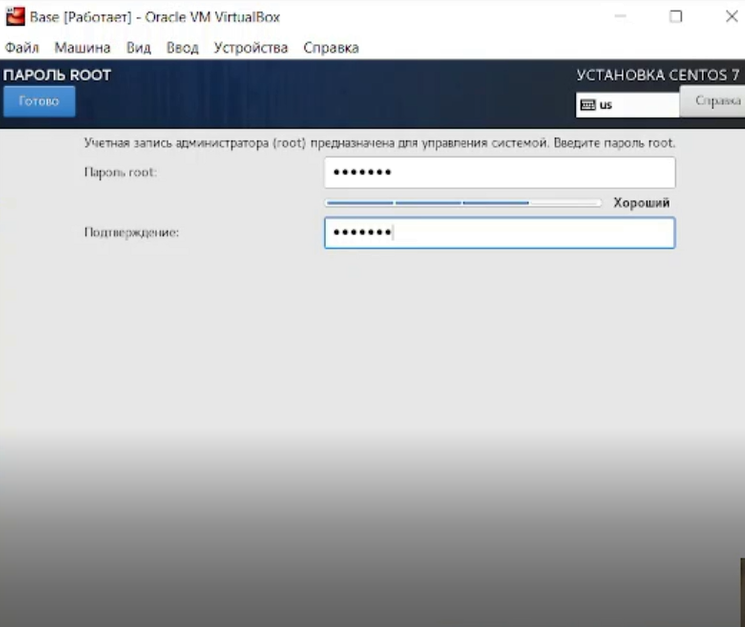 Base [Работает] - Oracle VM VirtualBox
Файл Машина Вид Ввод Устройства Справка
ПАРОЛЬ ROOT
УСТАНОВКА CENTOS 7
Готово
us
Справка
Учетная запись администратора (root) предназначена для управления системой. Введите пароль root.
Пароль root:
•••••••
Хороший
Подтверждение:
•••••••